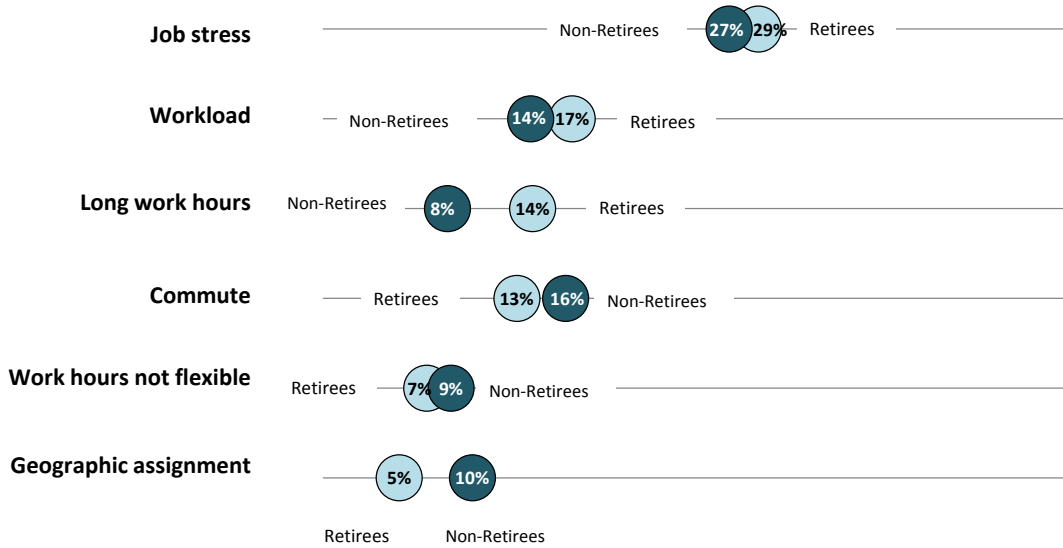 Job stress
Non-Retirees 27% 29% Retirees
Workload
Non-Retirees 14% 17% Retirees
Long work hours
Non-Retirees 8% 14% Retirees
Commute
Retirees 13% 16% Non-Retirees
Work hours not flexible
Retirees 7% 9% Non-Retirees
Geographic assignment
5% 10%
Retirees Non-Retirees